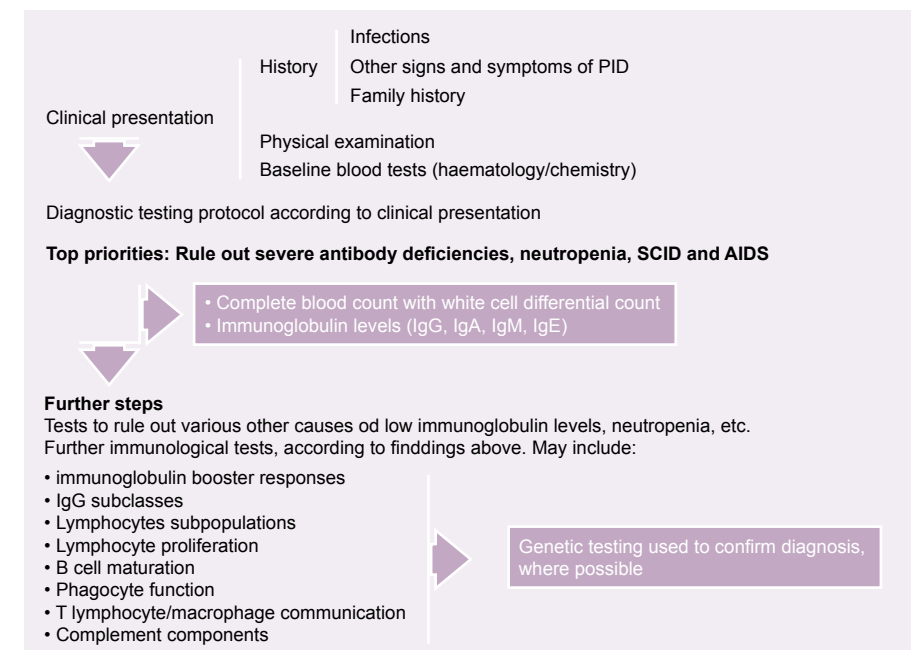 Infections
History
Other signs and symptoms of PID
Family history
Clinical presentation
Physical examination
Baseline blood tests (haematology/chemistry)
Diagnostic testing protocol according to clinical presentation
Top priorities: Rule out severe antibody deficiencies, neutropenia, SCID and AIDS
• Complete blood count with white cell differential count
• Immunoglobulin levels (IgG, IgA, IgM, IgE)
Further steps
Tests to rule out various other causes od low immunoglobulin levels, neutropenia, etc.
Further immunological tests, according to finddings above. May include:
• immunoglobulin booster responses
• IgG subclasses
• Lymphocytes subpopulations
• Lymphocyte proliferation
• B cell maturation
• Phagocyte function
• T lymphocyte/macrophage communication
• Complement components
Genetic testing used to confirm diagnosis,
where possible